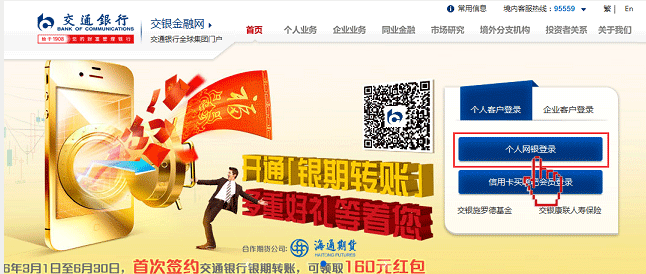 常用信息 境内客服热线：95559 繁 | En
交通银行 交银金融网
BANK OF COMMUNICATIONS 交通银行全球集团门户
始于1908 您的财富管理银行
首页 个人业务 企业业务 同业金融 市场研究 境外分支机构 投资者关系 关于我们
福
个人客户登录 企业客户登录
个人网银登录
信用卡买 会员登录
交银施罗德基金 交银康联人寿保险
开通「银期转账」
多重好礼等着您
合作期货公司: 海通期货
HAITONG FUTURES
6年3月1日至6月30日，首次签约交通银行银期转账，可领取160元红包